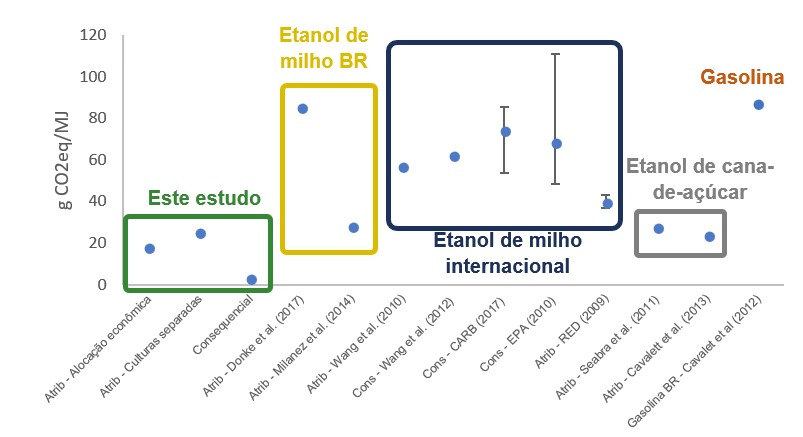 120
100
80
60
40
20
0
g CO2eq/MJ
Etanol de
milho BR
Gasolina
Este estudo
Etanol de cana-
de-açúcar
Etanol de milho
internacional
Atrib - Alocação econômica
Atrib - Culturas separadas
Consequencial
Atrib - Donke et al. (2017)
Atrib - Milanez et al. (2014)
Atrib - Wang et al. (2010)
Cons - Wang et al. (2012)
Cons - CARB (2017)
Cons - EPA (2010)
Atrib - RED (2009)
Atrib - Seabra et al. (2011)
Atrib - Cavalett et al. (2013)
Gasolina BR - Cavalet et al (2012)